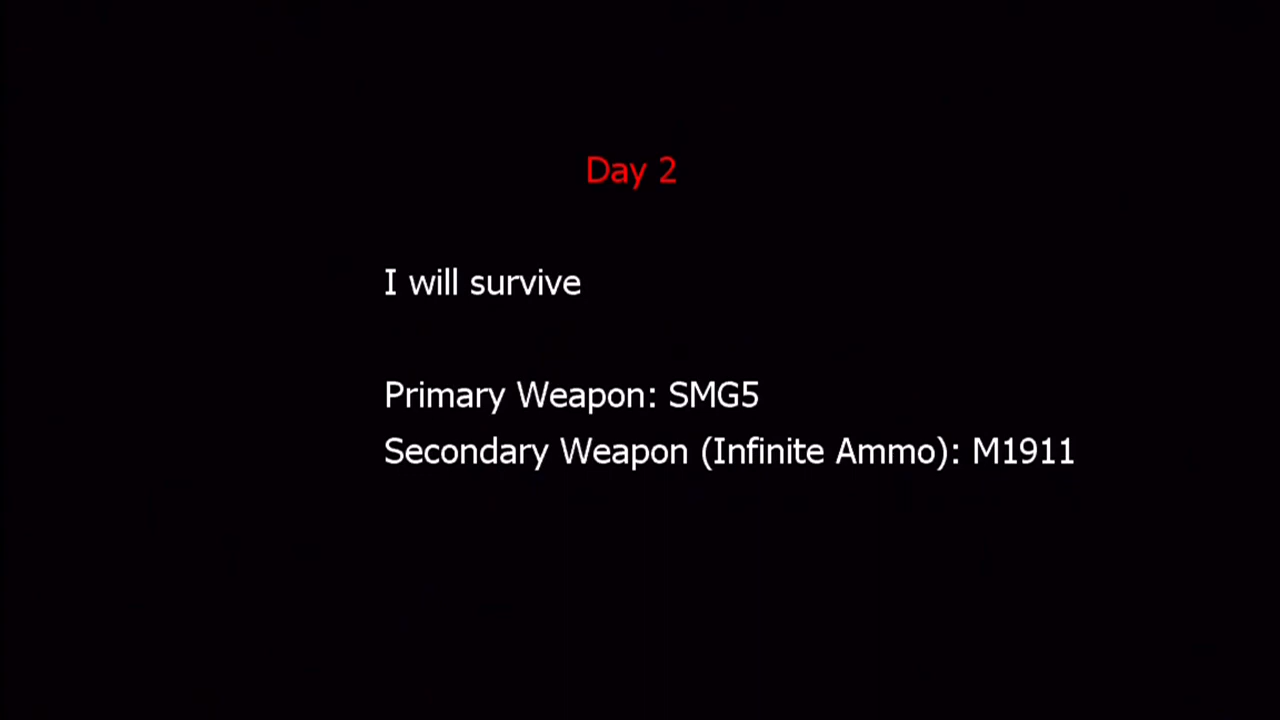 Day 2
I will survive
Primary Weapon: SMG5
Secondary Weapon (Infinite Ammo): M1911